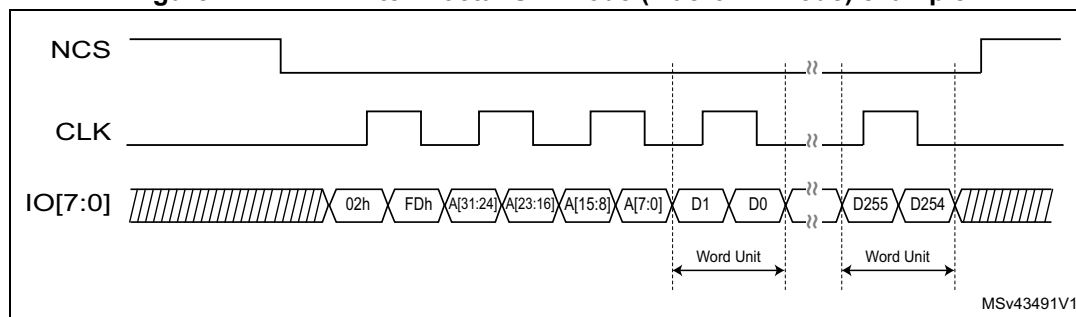 NCS
CLK
IO[7:0] 02h FDh A[31:24] A[23:16] A[15:8] A[7:0] D1 D0 D255 D254
Word Unit Word Unit
MSv43491V1